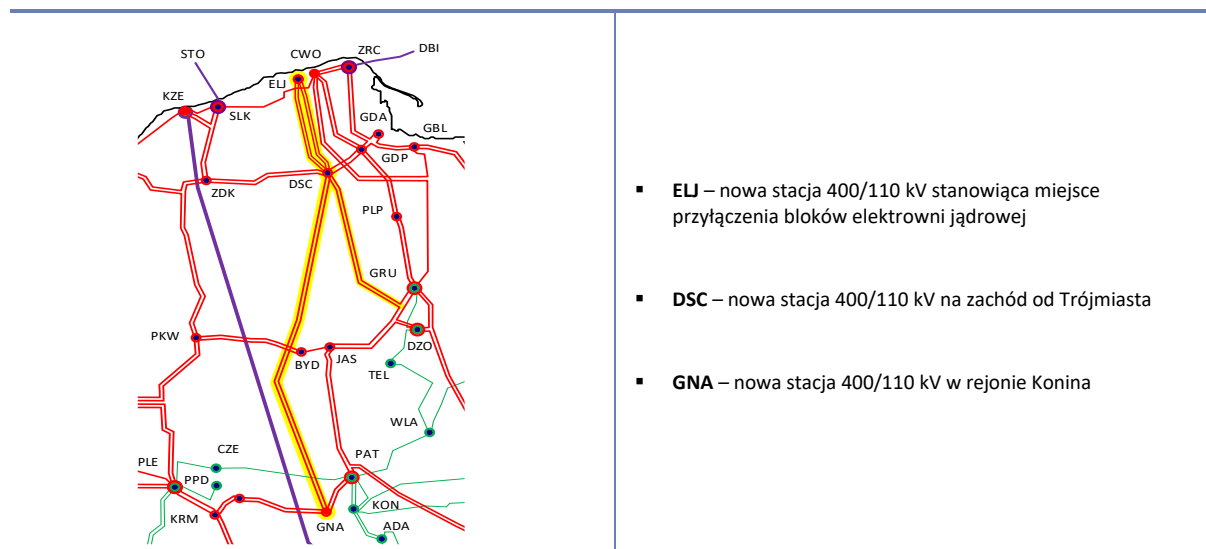 STO
CWO
ZRC
DBI
ELJ
KZE
SLK
GDA
GBL
GDP
DSC
ZDK
PLP
GRU
PKW
BYD
JAS
DZO
TEL
WLA
CZE
PAT
PLE
PPD
KON
KRM
GNA
ADA
▪ ELJ – nowa stacja 400/110 kV stanowiąca miejsce
przyłączenia bloków elektrowni jądrowej
▪ DSC – nowa stacja 400/110 kV na zachód od Trójmiasta
▪ GNA – nowa stacja 400/110 kV w rejonie Konina